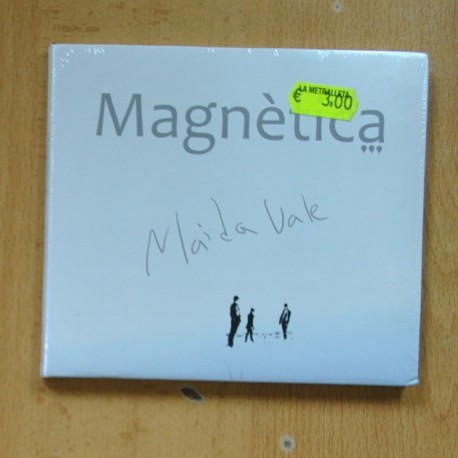 LA METRALLETA
€ 3,00
Magnètica
,,,
Maida Vale